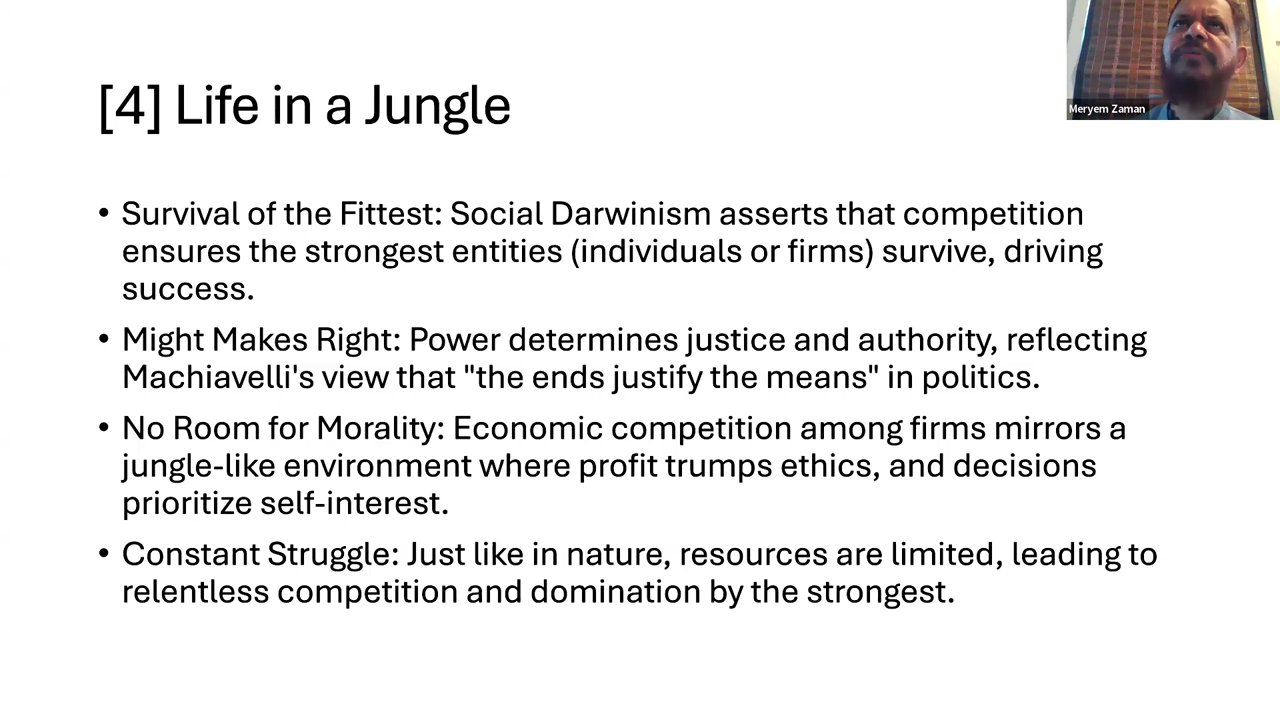 [4] Life in a Jungle
Meryem Zaman
• Survival of the Fittest: Social Darwinism asserts that competition
ensures the strongest entities (individuals or firms) survive, driving
success.
• Might Makes Right: Power determines justice and authority, reflecting
Machiavelli's view that "the ends justify the means" in politics.
• No Room for Morality: Economic competition among firms mirrors a
jungle-like environment where profit trumps ethics, and decisions
prioritize self-interest.
• Constant Struggle: Just like in nature, resources are limited, leading to
relentless competition and domination by the strongest.